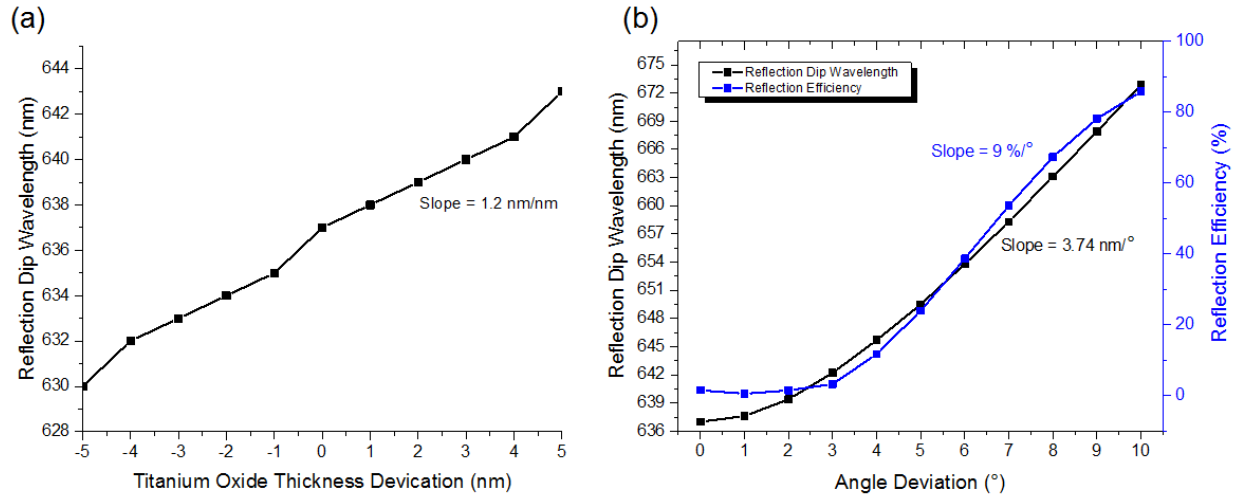 (a)
Reflection Dip Wavelength (nm)
644
642
640
638
636
634
632
630
628
-5 -4 -3 -2 -1 0 1 2 3 4 5
Slope = 1.2 nm/nm
Titanium Oxide Thickness Devication (nm)
(b)
Reflection Dip Wavelength (nm)
675
672
669
666
663
660
657
654
651
648
645
642
639
636
Reflection Dip Wavelength
Reflection Efficiency
Slope = 9 %/°
Slope = 3.74 nm/°
0 1 2 3 4 5 6 7 8 9 10
Angle Deviation (°)
100
80
60
40
20
0
Reflection Efficiency (%)